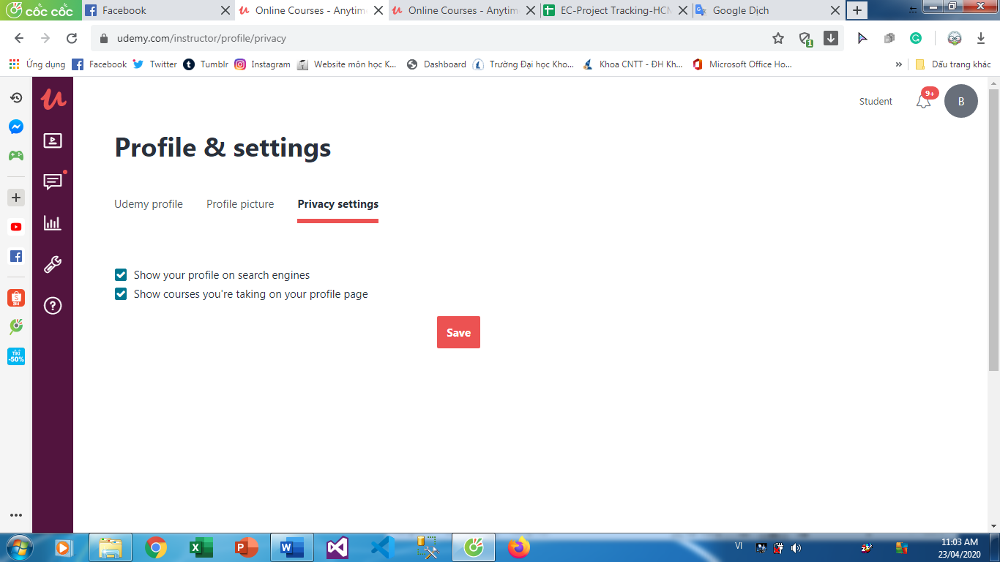 cốc cốc
Facebook
Online Courses - Anytim
Online Courses - Anytim
EC-Project Tracking-HCM
Google Dịch
udemy.com/instructor/profile/privacy
1
Ứng dụng
Facebook
Twitter
Tumblr
Instagram
Website môn học K...
Dashboard
Trường Đại học Kho...
Khoa CNTT - ĐH Kh...
Microsoft Office Ho...
»
Dấu trang khác
Student
9+
B
Profile & settings
Udemy profile
Profile picture
Privacy settings
Show your profile on search engines
Show courses you're taking on your profile page
Save
TIKI
-50%
VI
11:03 AM
23/04/2020